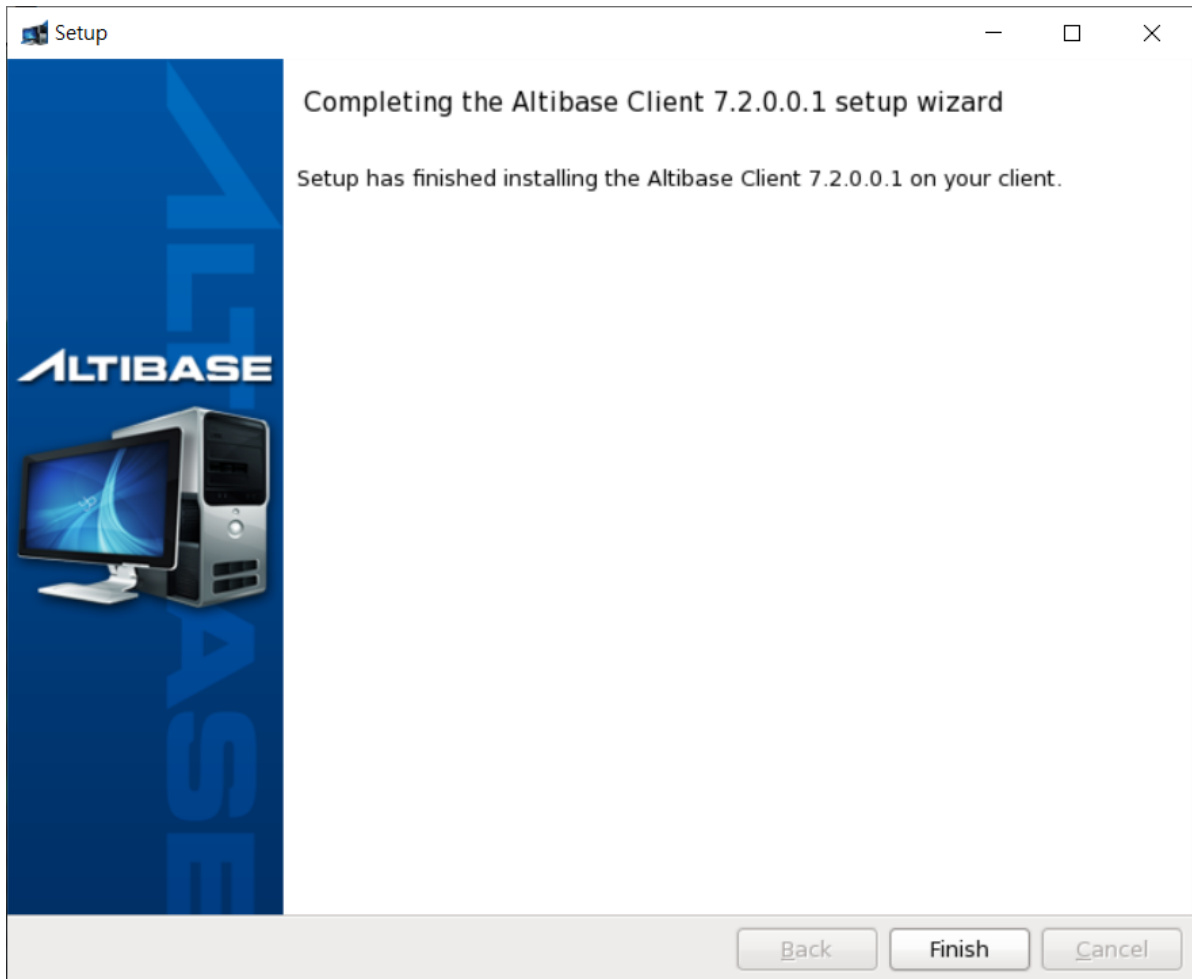 Setup
Completing the Altibase Client 7.2.0.0.1 setup wizard
Setup has finished installing the Altibase Client 7.2.0.0.1 on your client.
ALTIBASE
ALTIBASE
Back
Finish
Cancel